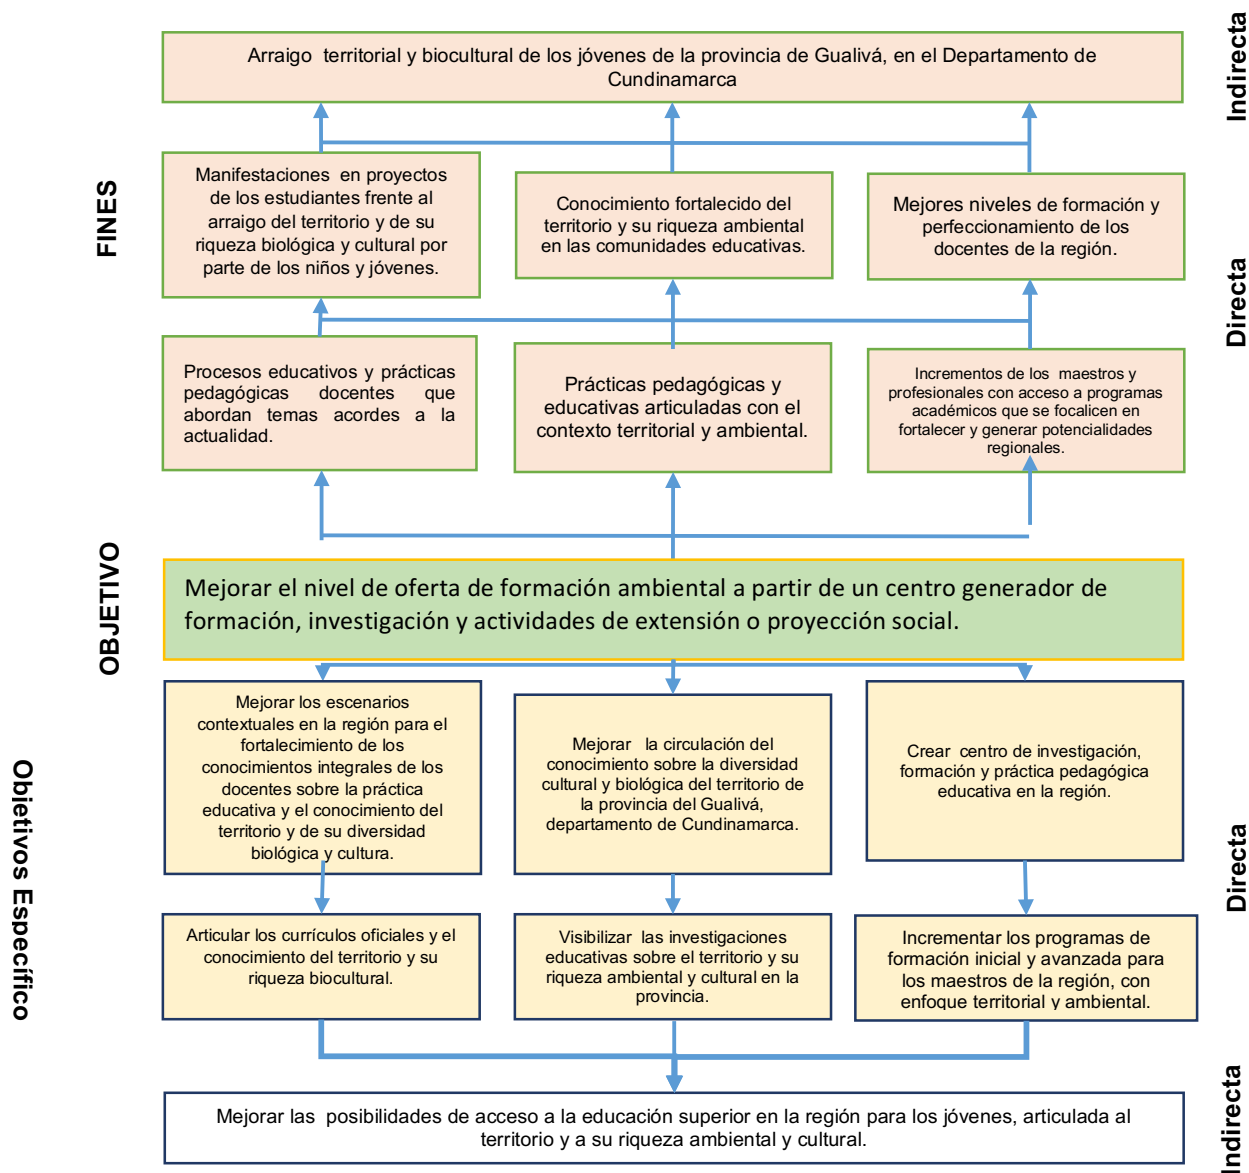 Indirecta
Arraigo territorial y biocultural de los jóvenes de la provincia de Gualivá, en el Departamento de
Cundinamarca
FINES
Manifestaciones en proyectos
de los estudiantes frente al
arraigo del territorio y de su
riqueza biológica y cultural por
parte de los niños y jóvenes.
Conocimiento fortalecido del
territorio y su riqueza ambiental
en las comunidades educativas.
Mejores niveles de formación y
perfeccionamiento de los
docentes de la región.
Directa
Procesos educativos y prácticas
pedagógicas docentes que
abordan temas acordes a la
actualidad.
Prácticas pedagógicas y
educativas articuladas con el
contexto territorial y ambiental.
Incrementos de los maestros y
profesionales con acceso a programas
académicos que se focalicen en
fortalecer y generar potencialidades
regionales.
OBJETIVO
Mejorar el nivel de oferta de formación ambiental a partir de un centro generador de
formación, investigación y actividades de extensión o proyección social.
Objetivos Específico
Mejorar los escenarios
contextuales en la región para el
fortalecimiento de los
conocimientos integrales de los
docentes sobre la práctica
educativa y el conocimiento del
territorio y de su diversidad
biológica y cultura.
Mejorar la circulación del
conocimiento sobre la diversidad
cultural y biológica del territorio de
la provincia del Gualivá,
departamento de Cundinamarca.
Crear centro de investigación,
formación y práctica pedagógica
educativa en la región.
Directa
Articular los currículos oficiales y el
conocimiento del territorio y su
riqueza biocultural.
Visibilizar las investigaciones
educativas sobre el territorio y su
riqueza ambiental y cultural en la
provincia.
Incrementar los programas de
formación inicial y avanzada para
los maestros de la región, con
enfoque territorial y ambiental.
Indirecta
Mejorar las posibilidades de acceso a la educación superior en la región para los jóvenes, articulada al
territorio y a su riqueza ambiental y cultural.